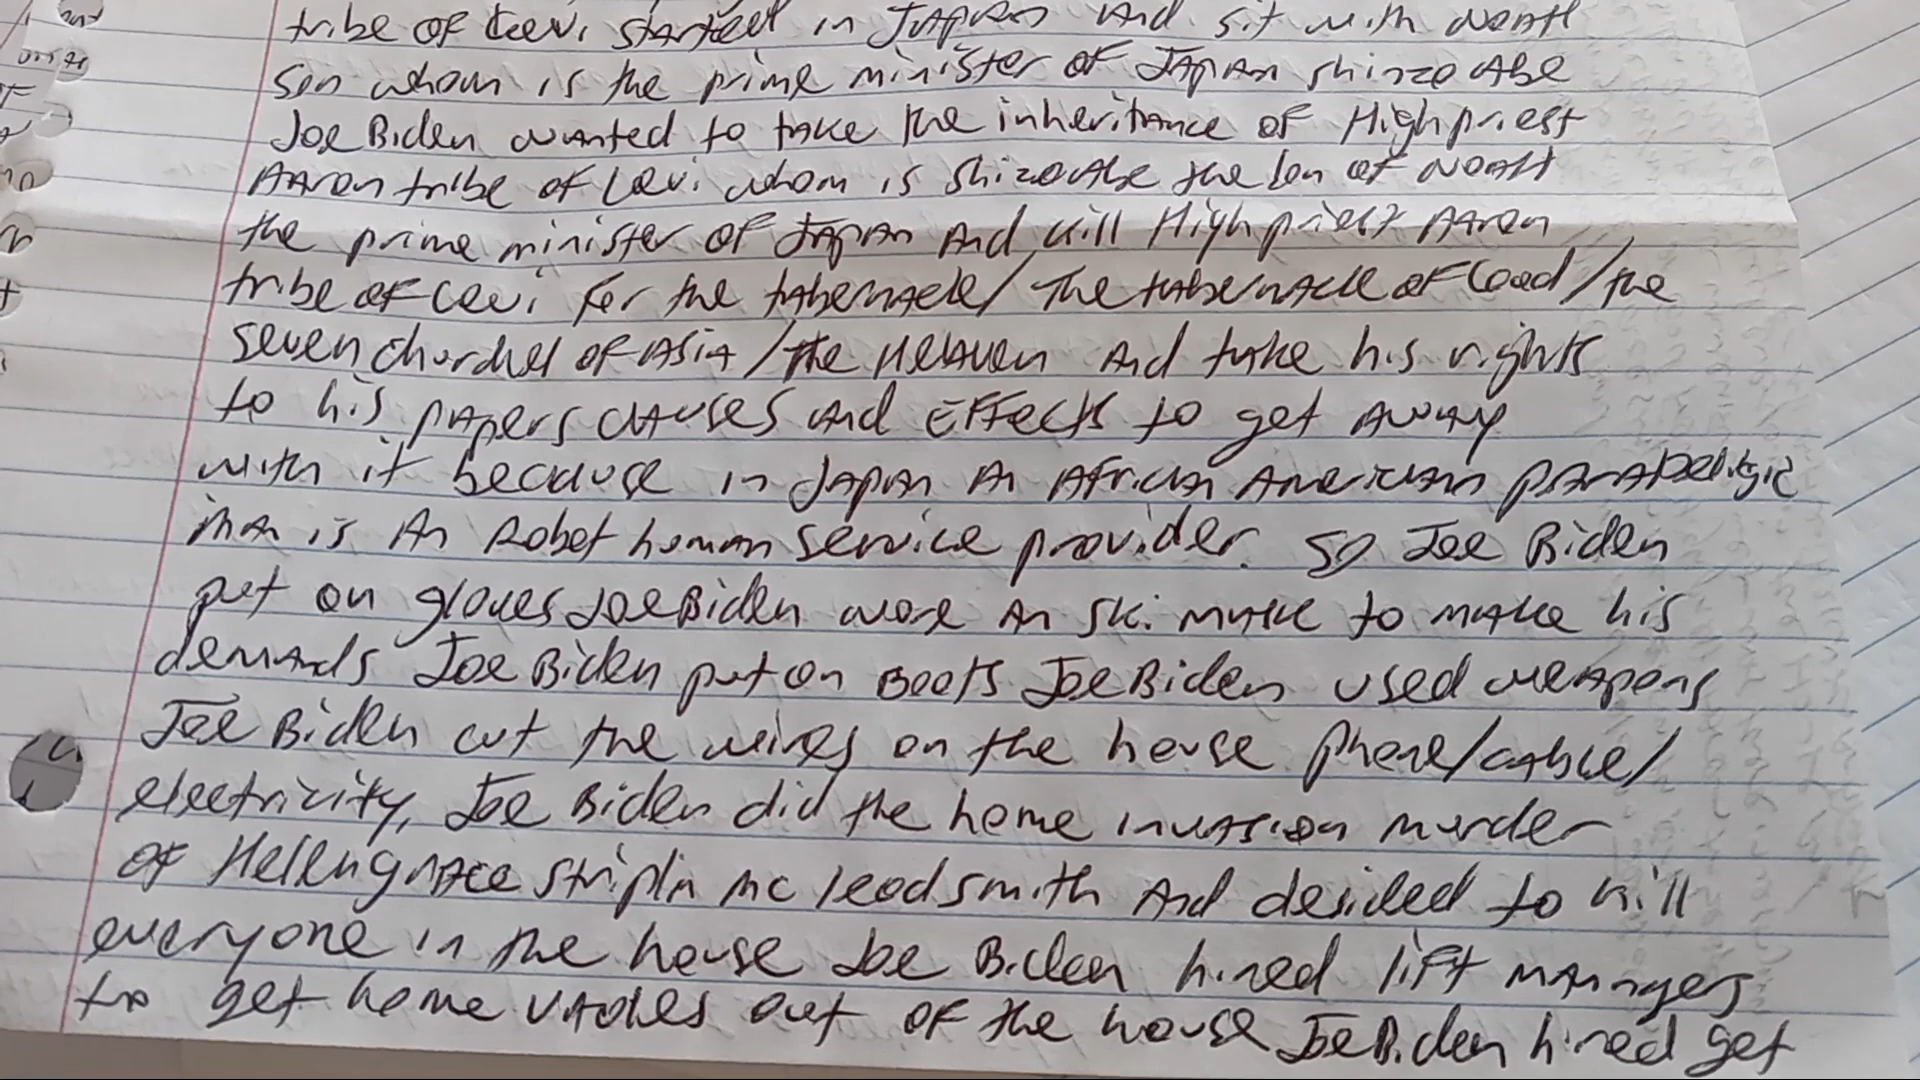 tribe of Levi started in Japan And sit with Noah
son whom is the prime minister of Japan shinzo Abe
Joe Biden wanted to take the inheritance of High priest
Aaron tribe of Levi whom is shizo Abe the son of Noah
the prime minister of Japan And kill High priest Aaron
tribe of Levi for the tabernacle / The tabernacle of God / the
seven churches of Asia / the Heaven And take his rights
to his papers clauses and Effects to get Away
with it because in Japan An African American
man is An Robot human service provider. So Joe Biden
put on gloves Joe Biden wore An ski mask to make his
demands Joe Biden put on Boots Joe Biden used weapons
Joe Biden cut the wires on the house phone/cable/
electricity, Joe Biden did the home invasion murder
of Hellengrace Striplin mcleod smith And desided to kill
everyone in the house Joe Biden hired lift managers
to get home out of the house Joe Biden hired get